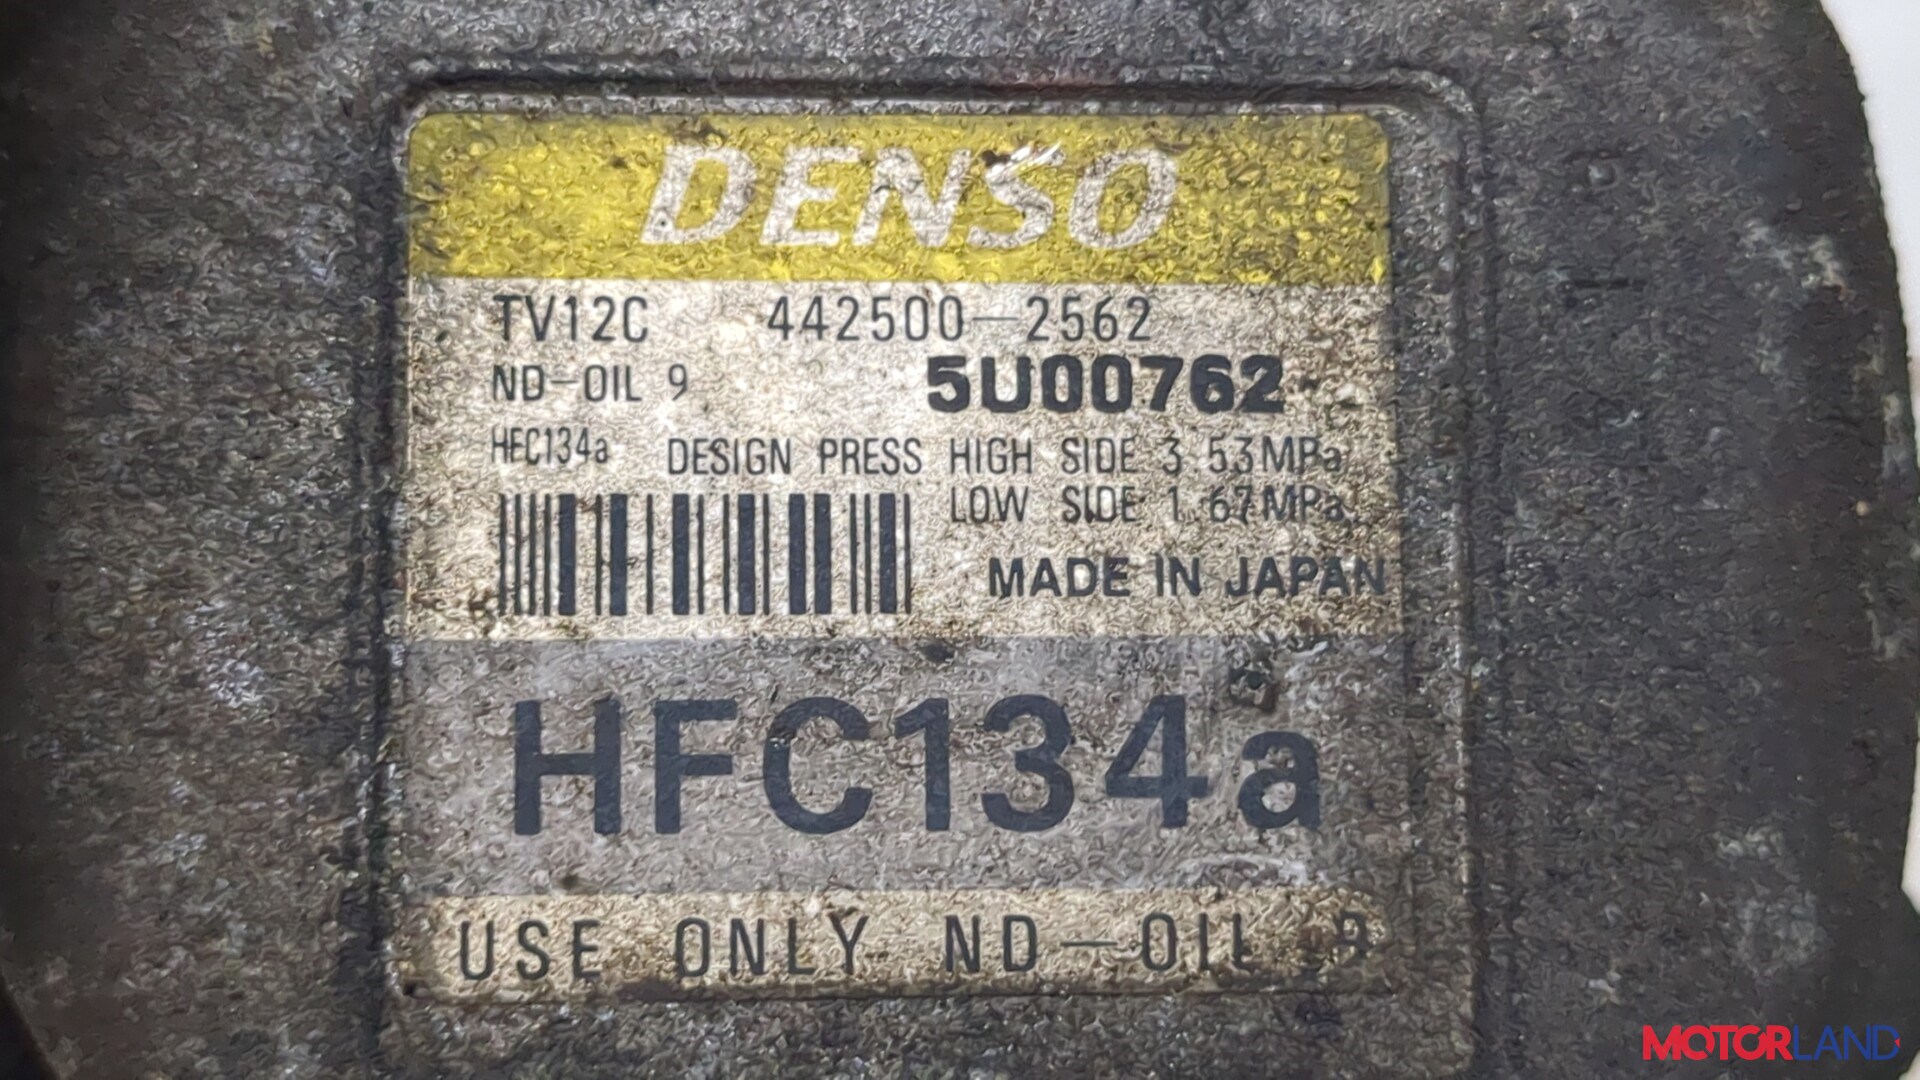 DENSO
TV12C 442500-2562
ND-OIL 9 5U00762
HFC134a DESIGN PRESS HIGH SIDE 3 53MPa
LOW SIDE 1 67MPa
MADE IN JAPAN
HFC134a
USE ONLY ND-OIL 9
MOTORLAND